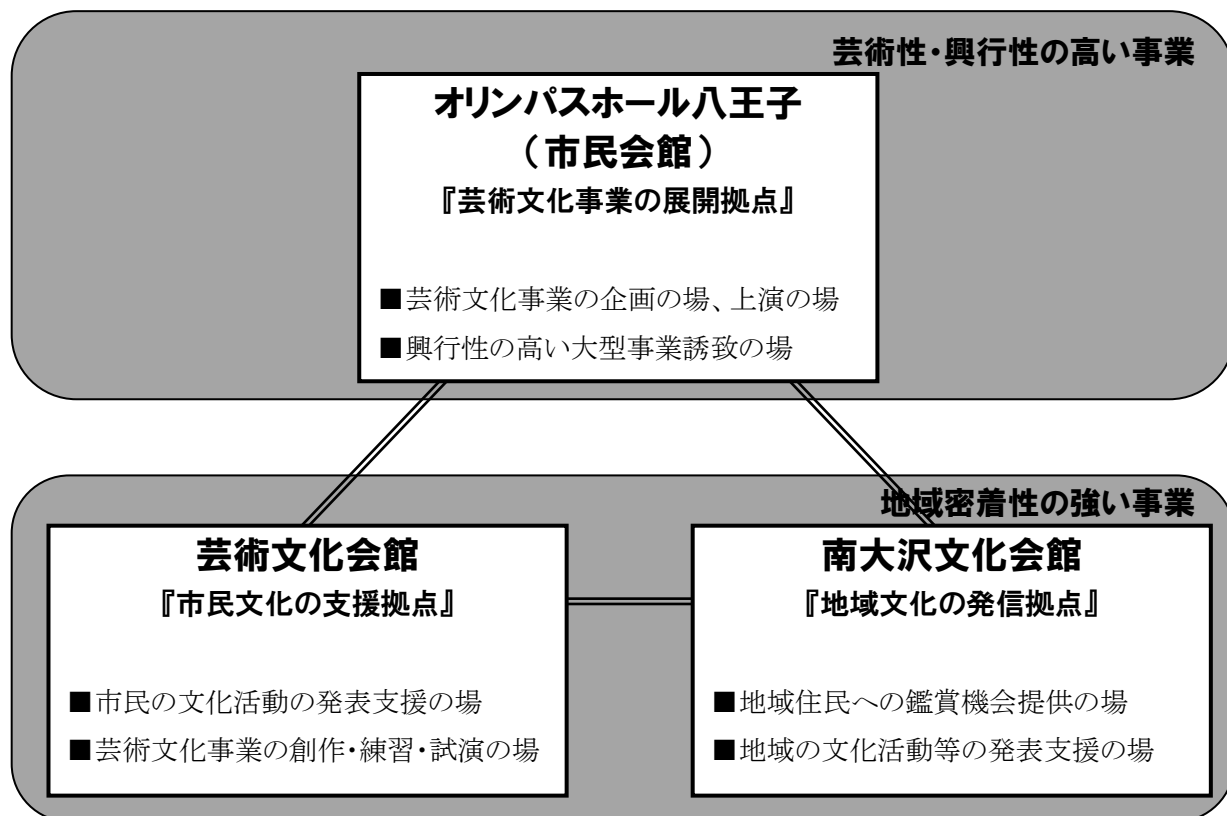 芸術性・興行性の高い事業
オリンパスホール八王子
（市民会館）
『芸術文化事業の展開拠点』
■芸術文化事業の企画の場、上演の場
■興行性の高い大型事業誘致の場
地域密着性の強い事業
芸術文化会館
『市民文化の支援拠点』
■市民の文化活動の発表支援の場
■芸術文化事業の創作・練習・試演の場
南大沢文化会館
『地域文化の発信拠点』
■地域住民への鑑賞機会提供の場
■地域の文化活動等の発表支援の場